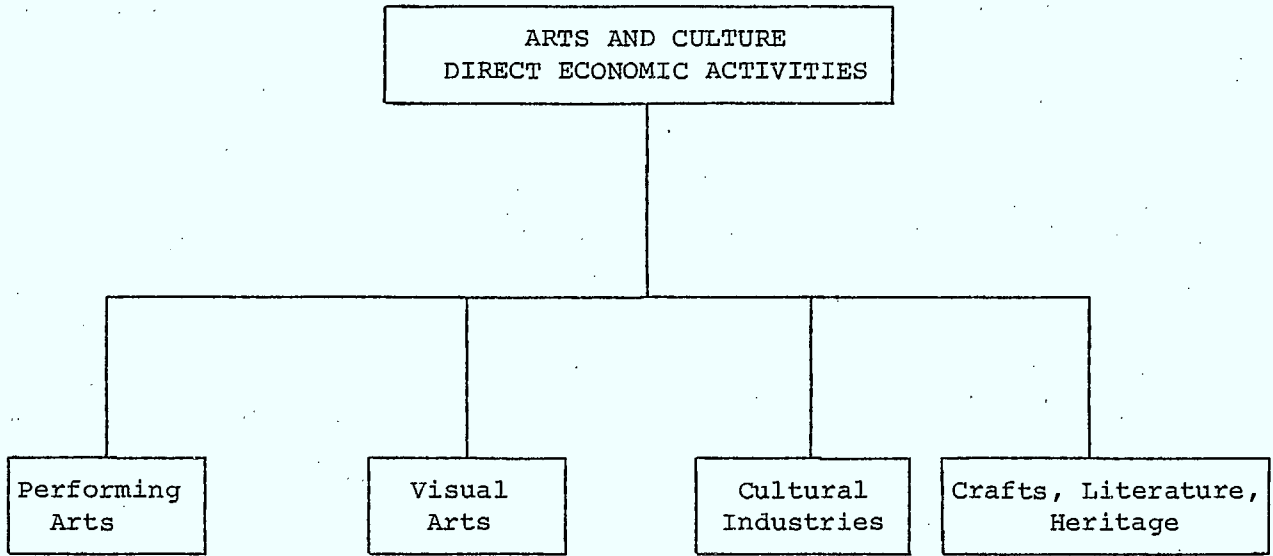 ARTS AND CULTURE
DIRECT ECONOMIC ACTIVITIES
Performing
Arts
Visual
Arts
Cultural
Industries
Crafts, Literature,
Heritage